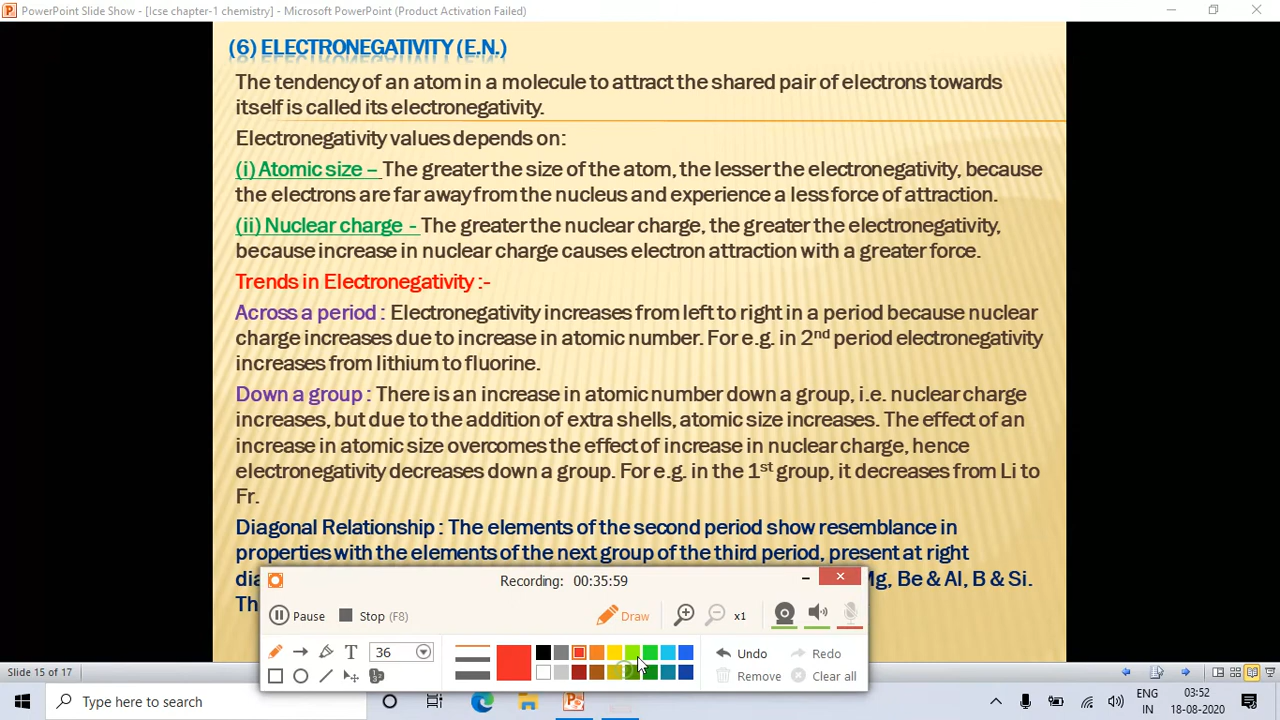 PowerPoint Slide Show - [Icse chapter-1 chemistry] - Microsoft PowerPoint (Product Activation Failed)
(6) ELECTRONEGATIVITY (E.N.)
The tendency of an atom in a molecule to attract the shared pair of electrons towards
itself is called its electronegativity.
Electronegativity values depends on:
(i) Atomic size – The greater the size of the atom, the lesser the electronegativity, because
the electrons are far away from the nucleus and experience a less force of attraction.
(ii) Nuclear charge - The greater the nuclear charge, the greater the electronegativity,
because increase in nuclear charge causes electron attraction with a greater force.
Trends in Electronegativity :-
Across a period : Electronegativity increases from left to right in a period because nuclear
charge increases due to increase in atomic number. For e.g. in 2nd period electronegativity
increases from lithium to fluorine.
Down a group : There is an increase in atomic number down a group, i.e. nuclear charge
increases, but due to the addition of extra shells, atomic size increases. The effect of an
increase in atomic size overcomes the effect of increase in nuclear charge, hence
electronegativity decreases down a group. For e.g. in the 1st group, it decreases from Li to
Fr.
Diagonal Relationship : The elements of the second period show resemblance in
properties with the elements of the next group of the third period, present at right
Mg, Be & Al, B & Si.
Recording: 00:35:59
Pause Stop (F8) Draw x1
T 36 Undo Redo
Delete Clear all
Slide 15 of 17
Type here to search
ENG 03:52
IN 18-08-2020